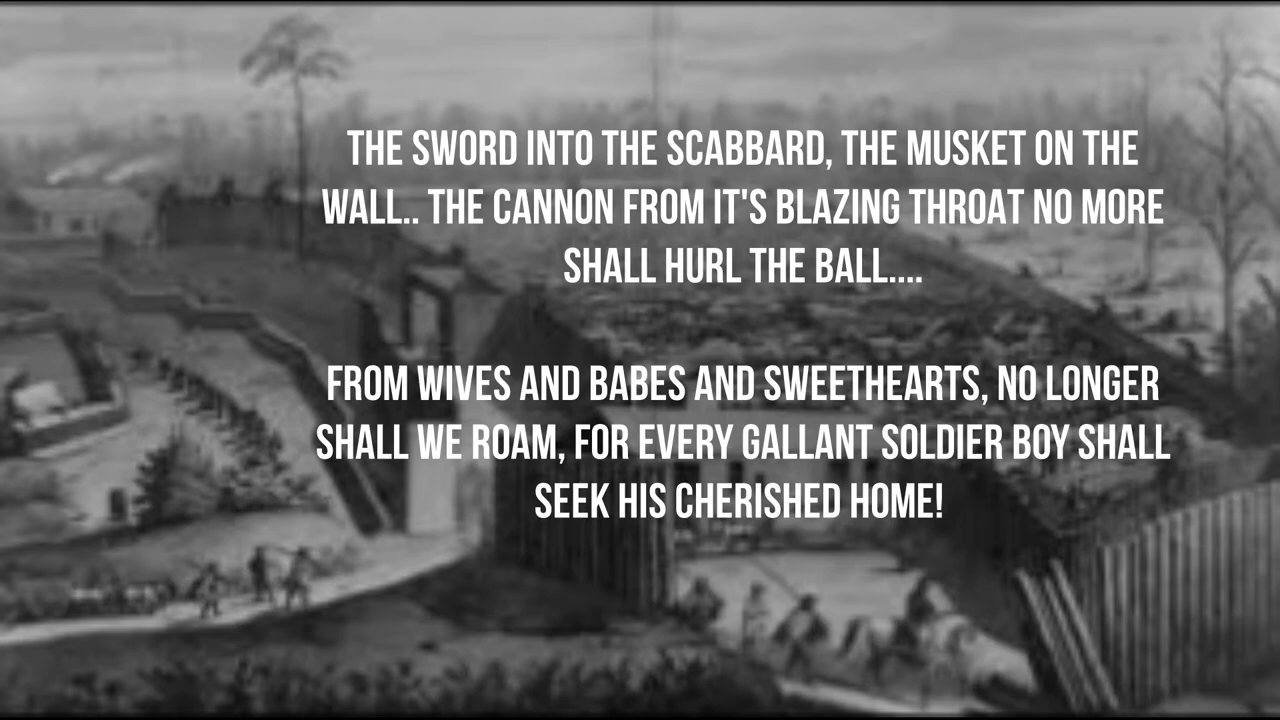 THE SWORD INTO THE SCABBARD, THE MUSKET ON THE
WALL.. THE CANNON FROM IT'S BLAZING THROAT NO MORE
SHALL HURL THE BALL....
FROM WIVES AND BABES AND SWEETHEARTS, NO LONGER
SHALL WE ROAM, FOR EVERY GALLANT SOLDIER BOY SHALL
SEEK HIS CHERISHED HOME!